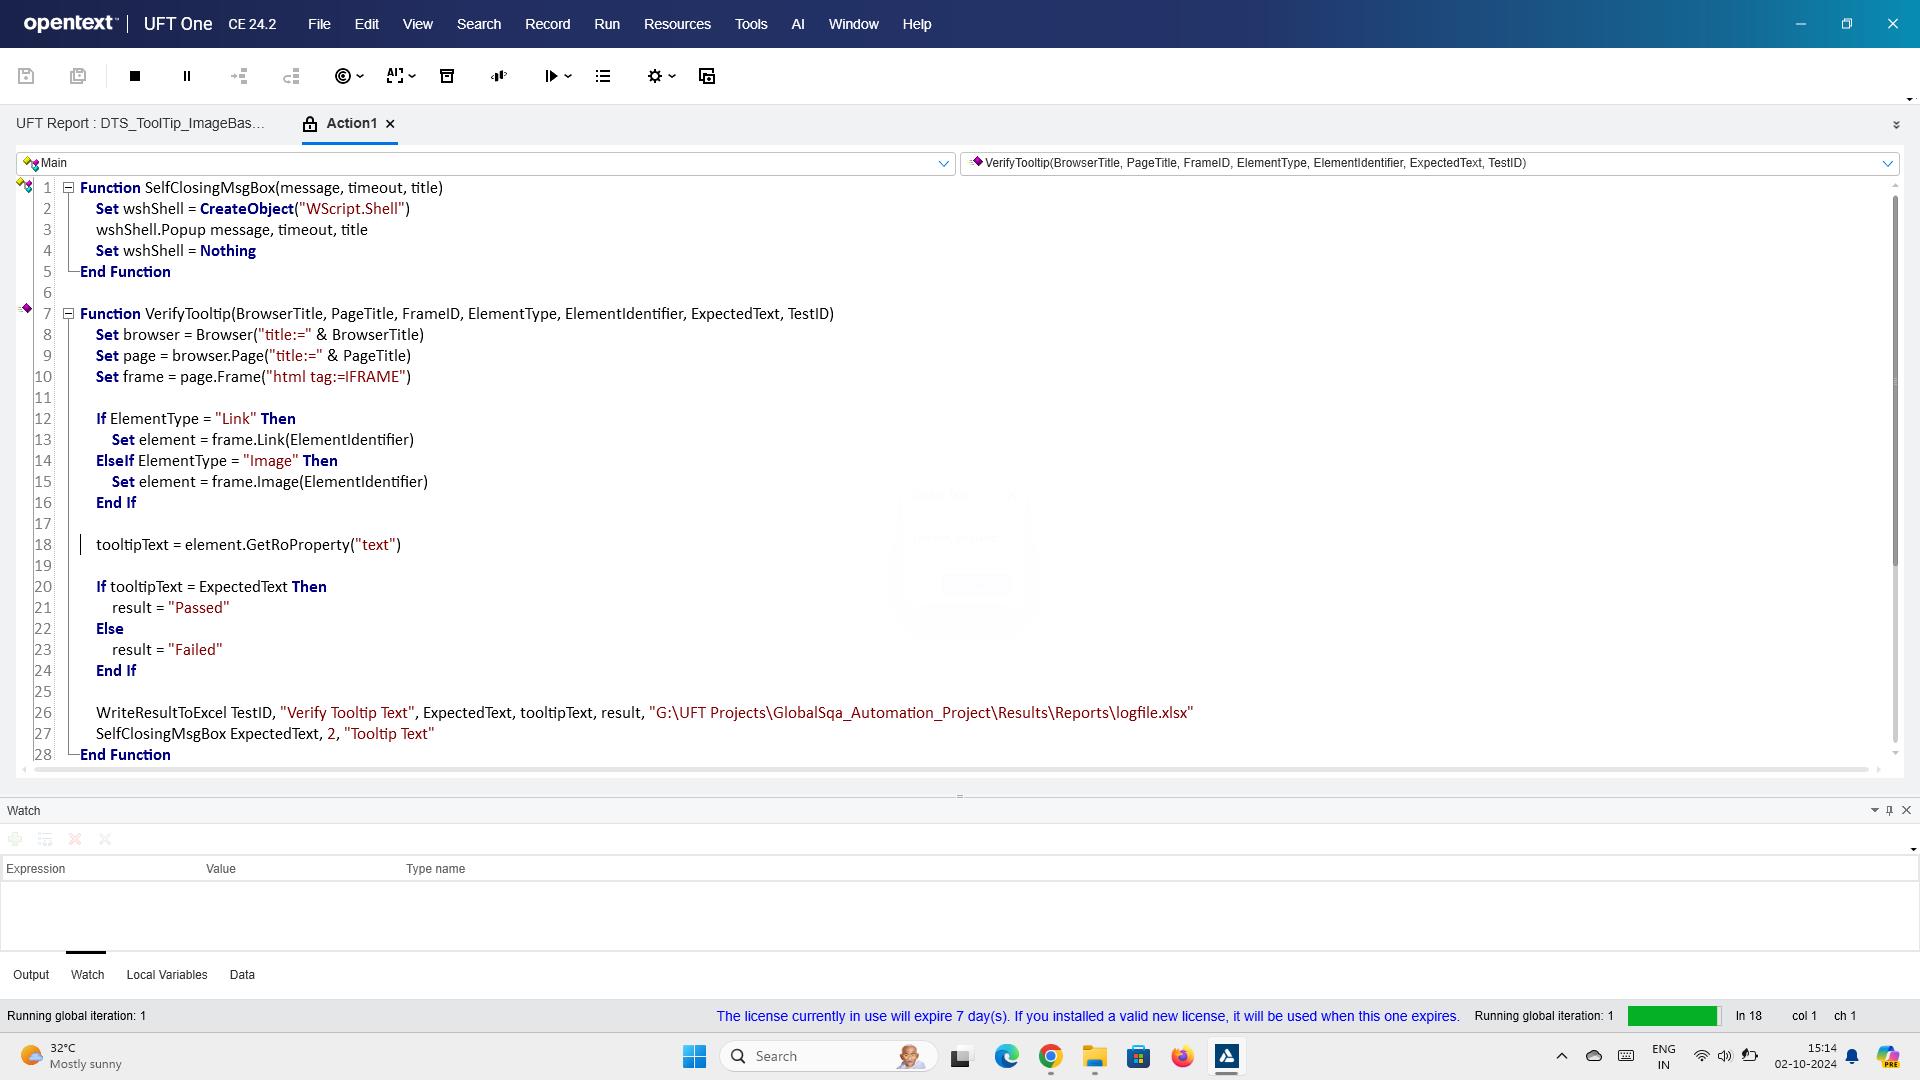 opentext™ | UFT One CE 24.2 File Edit View Search Record Run Resources Tools AI Window Help
UFT Report : DTS_ToolTip_ImageBas... Action1
Main VerifyTooltip(BrowserTitle, PageTitle, FrameID, ElementType, ElementIdentifier, ExpectedText, TestID)
1 Function SelfClosingMsgBox(message, timeout, title)
2 Set wshShell = CreateObject("WScript.Shell")
3 wshShell.Popup message, timeout, title
4 Set wshShell = Nothing
5 End Function
6
7 Function VerifyTooltip(BrowserTitle, PageTitle, FrameID, ElementType, ElementIdentifier, ExpectedText, TestID)
8 Set browser = Browser("title:=" & BrowserTitle)
9 Set page = browser.Page("title:=" & PageTitle)
10 Set frame = page.Frame("html tag:=IFRAME")
11
12 If ElementType = "Link" Then
13 Set element = frame.Link(ElementIdentifier)
14 ElseIf ElementType = "Image" Then
15 Set element = frame.Image(ElementIdentifier)
16 End If
17
18 tooltipText = element.GetRoProperty("text")
19
20 If tooltipText = ExpectedText Then
21 result = "Passed"
22 Else
23 result = "Failed"
24 End If
25
26 WriteResultToExcel TestID, "Verify Tooltip Text", ExpectedText, tooltipText, result, "G:\UFT Projects\GlobalSqa_Automation_Project\Results\Reports\logfile.xlsx"
27 SelfClosingMsgBox ExpectedText, 2, "Tooltip Text"
28 End Function
Watch
Expression Value Type name
Output Watch Local Variables Data
Running global iteration: 1 The license currently in use will expire 7 day(s). If you installed a valid new license, it will be used when this one expires. Running global iteration: 1 ln 18 col 1 ch 1
32°C
Mostly sunny
Search
ENG
IN
15:14
02-10-2024
PRE